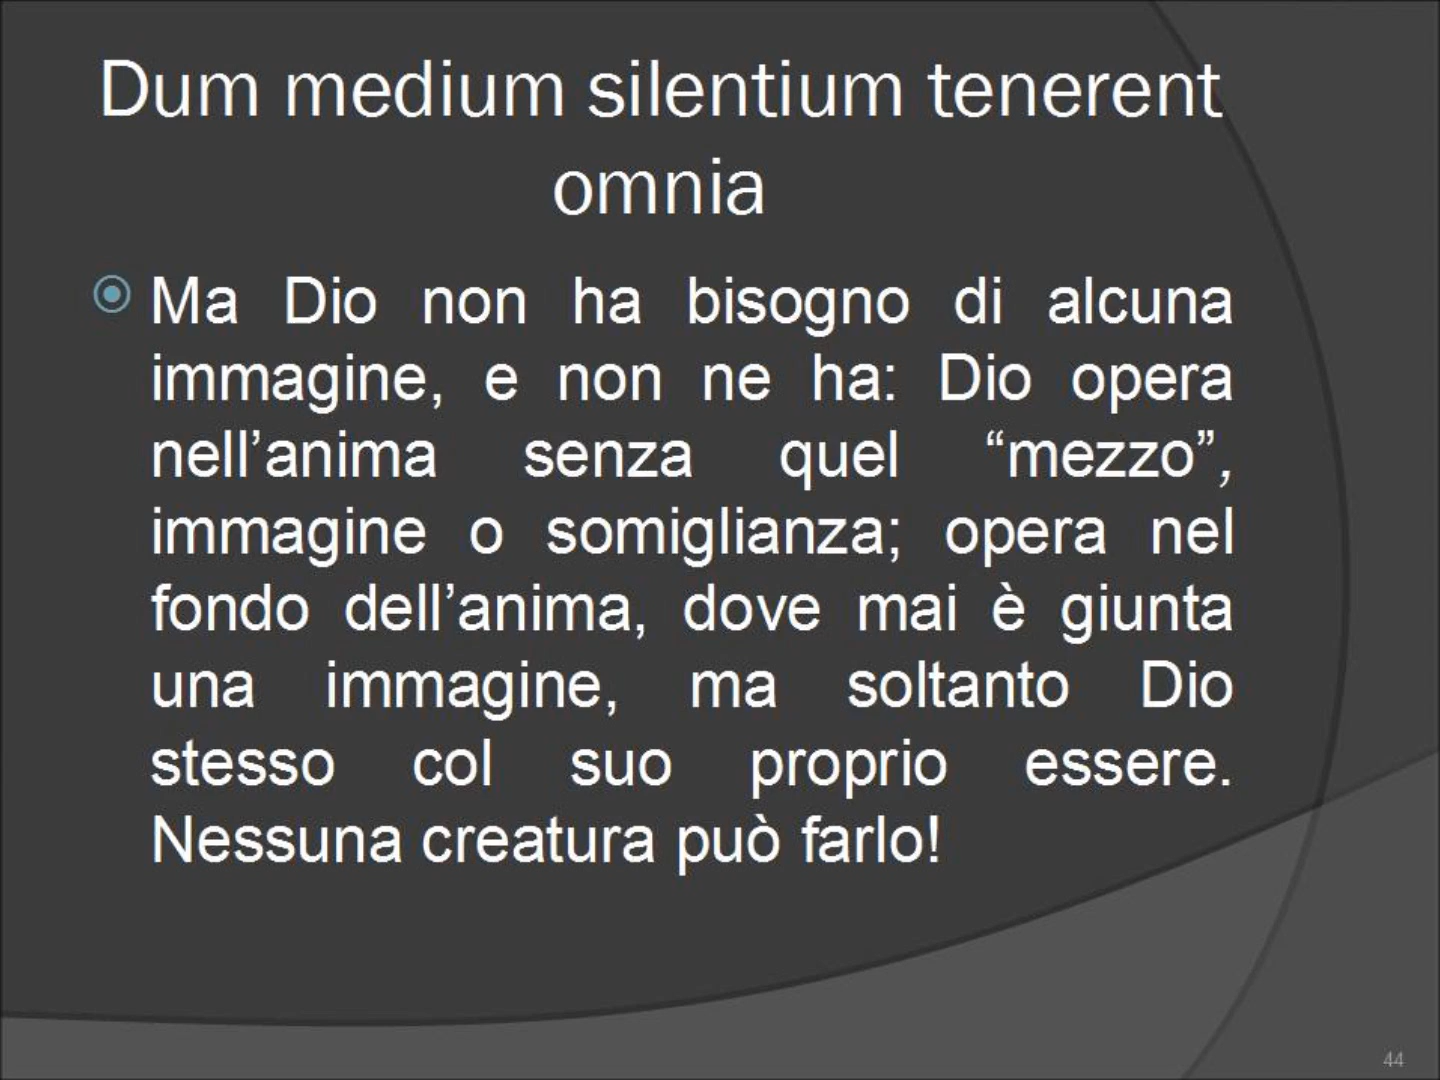 Dum medium silentium tenerent
omnia
Ma Dio non ha bisogno di alcuna
immagine, e non ne ha: Dio opera
nell’anima senza quel “mezzo”,
immagine o somiglianza; opera nel
fondo dell’anima, dove mai è giunta
una immagine, ma soltanto Dio
stesso col suo proprio essere.
Nessuna creatura può farlo!
44